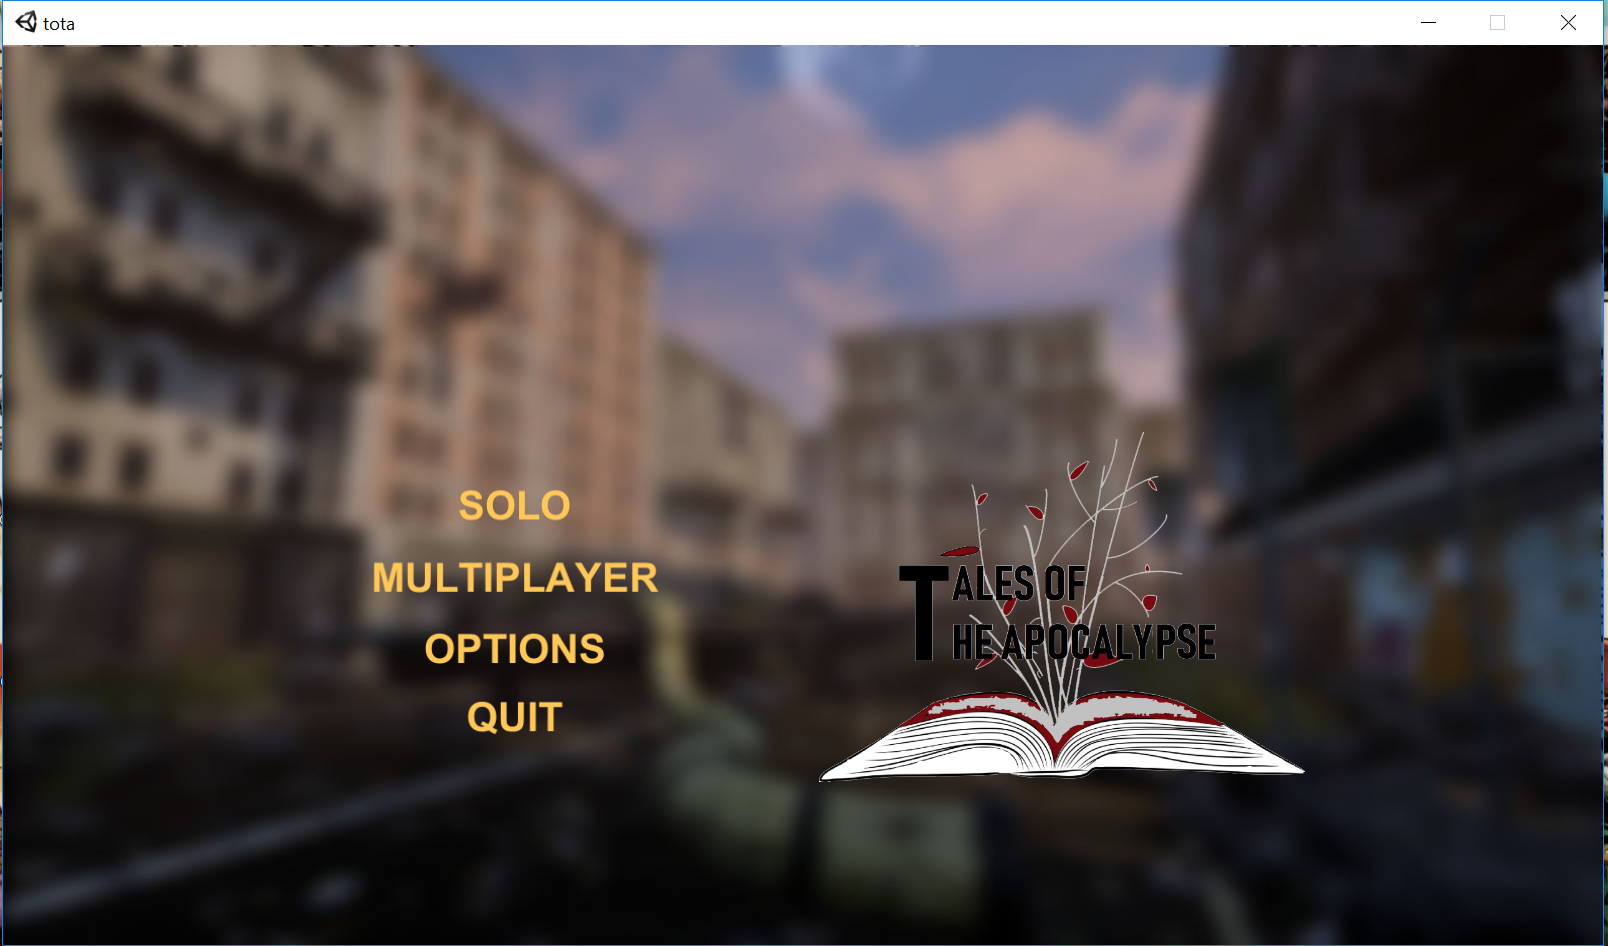 tota
SOLO
MULTIPLAYER
OPTIONS
QUIT
TALES OF
THE APOCALYPSE